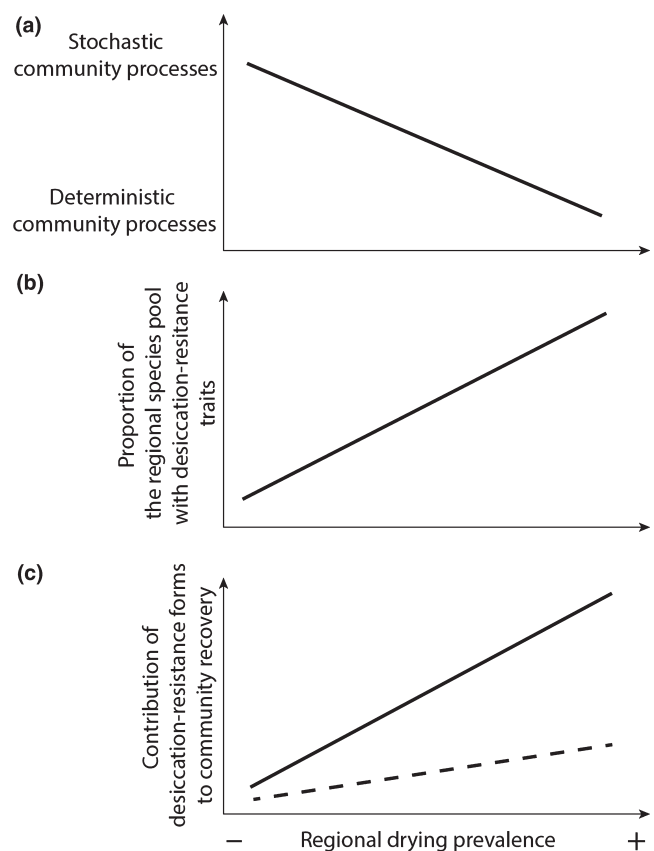 (a)
Stochastic
community processes
Deterministic
community processes
(b)
Proportion of
the regional species pool
with desiccation-resitance
traits
(c)
Contribution of
desiccation-resistance forms
to community recovery
− Regional drying prevalence +